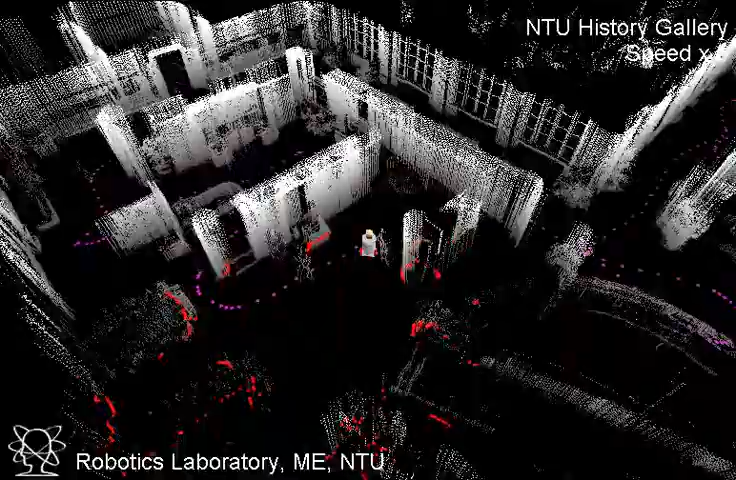 NTU History Gallery
Speed x
Robotics Laboratory, ME, NTU